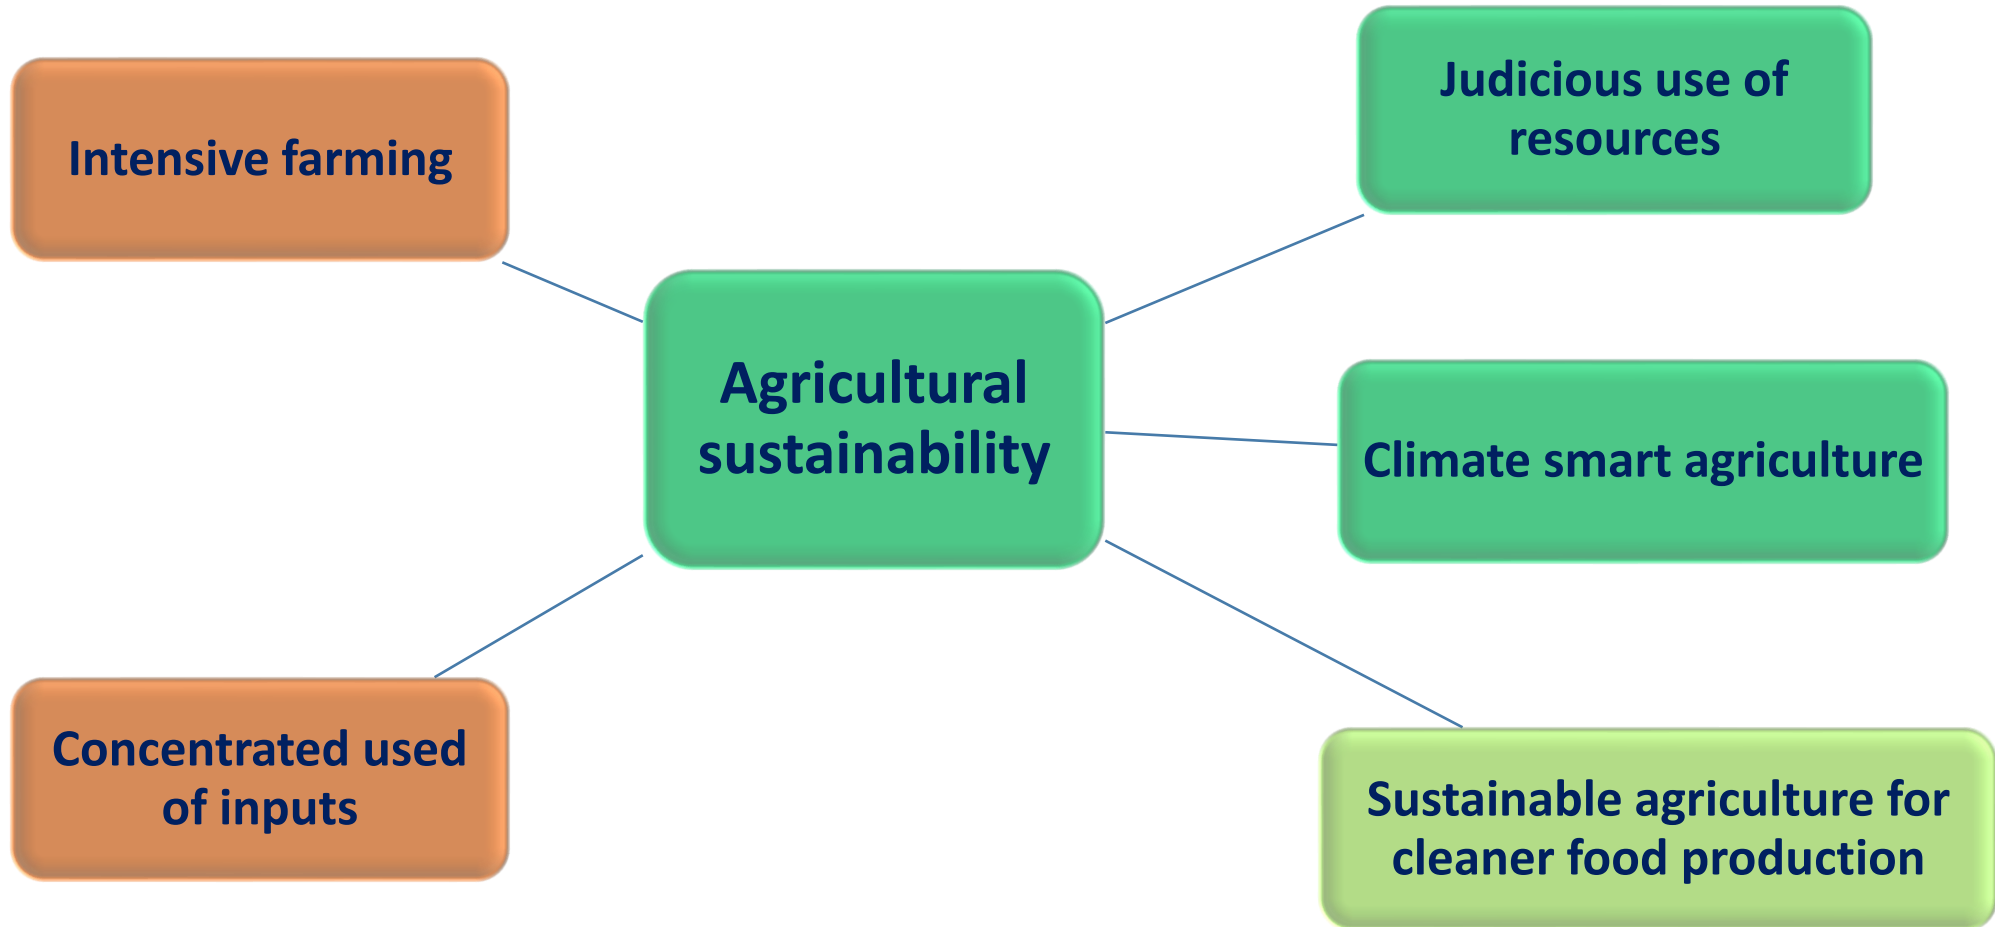 Intensive farming
Judicious use of
resources
Agricultural
sustainability
Climate smart agriculture
Concentrated used
of inputs
Sustainable agriculture for
cleaner food production